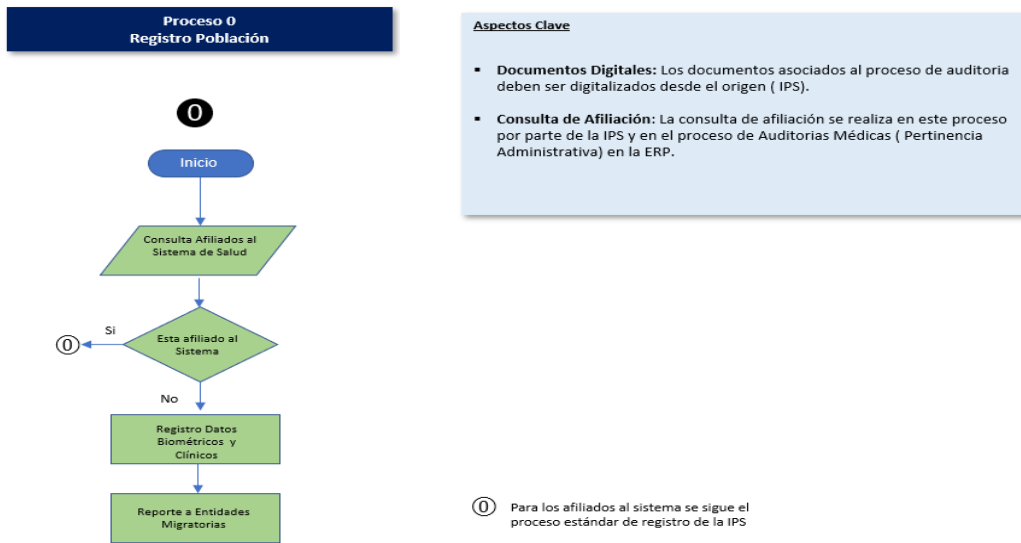 Proceso 0
Registro Población
0
Inicio
Consulta Afiliados al
Sistema de Salud
Esta afiliado al
Sistema
Si
0
No
Registro Datos
Biométricos y
Clínicos
Reporte a Entidades
Migratorias
Aspectos Clave
▪ Documentos Digitales: Los documentos asociados al proceso de auditoria
deben ser digitalizados desde el origen ( IPS).
▪ Consulta de Afiliación: La consulta de afiliación se realiza en este proceso
por parte de la IPS y en el proceso de Auditorias Médicas ( Pertinencia
Administrativa) en la ERP.
0 Para los afiliados al sistema se sigue el
proceso estándar de registro de la IPS